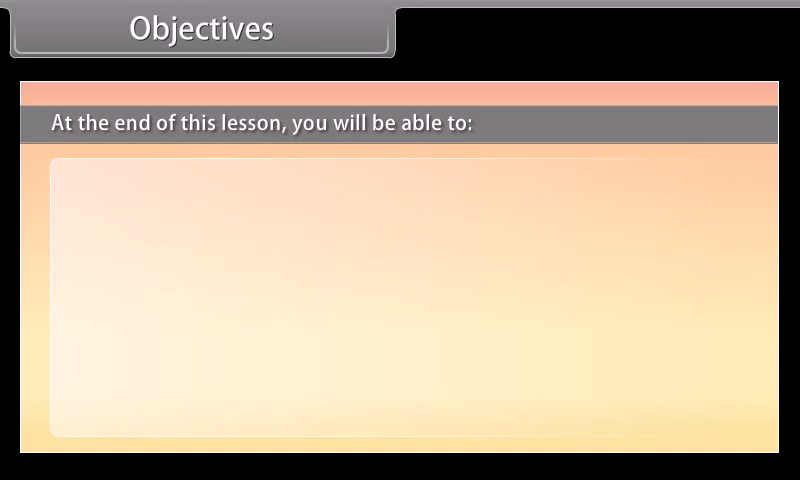 Objectives
At the end of this lesson, you will be able to: